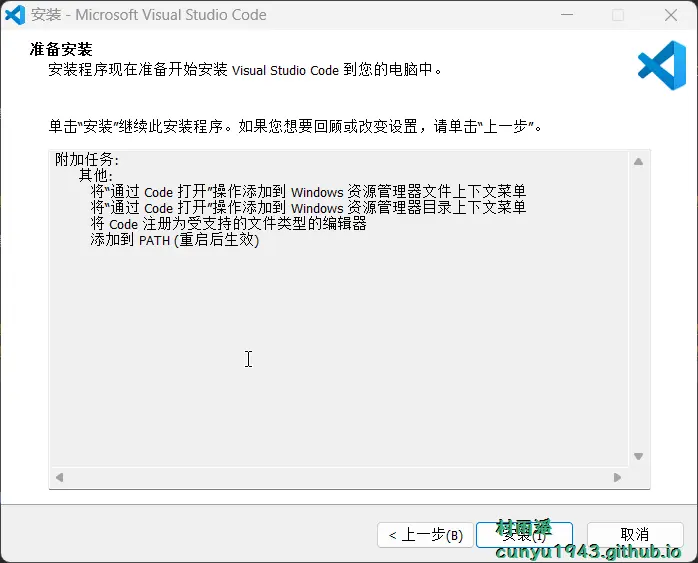 安装 - Microsoft Visual Studio Code
准备安装
安装程序现在准备开始安装 Visual Studio Code 到您的电脑中。
单击“安装”继续此安装程序。如果您想要回顾或改变设置，请单击“上一步”。
附加任务:
其他:
将“通过 Code 打开”操作添加到 Windows 资源管理器文件上下文菜单
将“通过 Code 打开”操作添加到 Windows 资源管理器目录上下文菜单
将 Code 注册为受支持的文件类型的编辑器
添加到 PATH (重启后生效)
< 上一步(B)
安装(I)
取消
村雨遥
cunyu1943.github.io